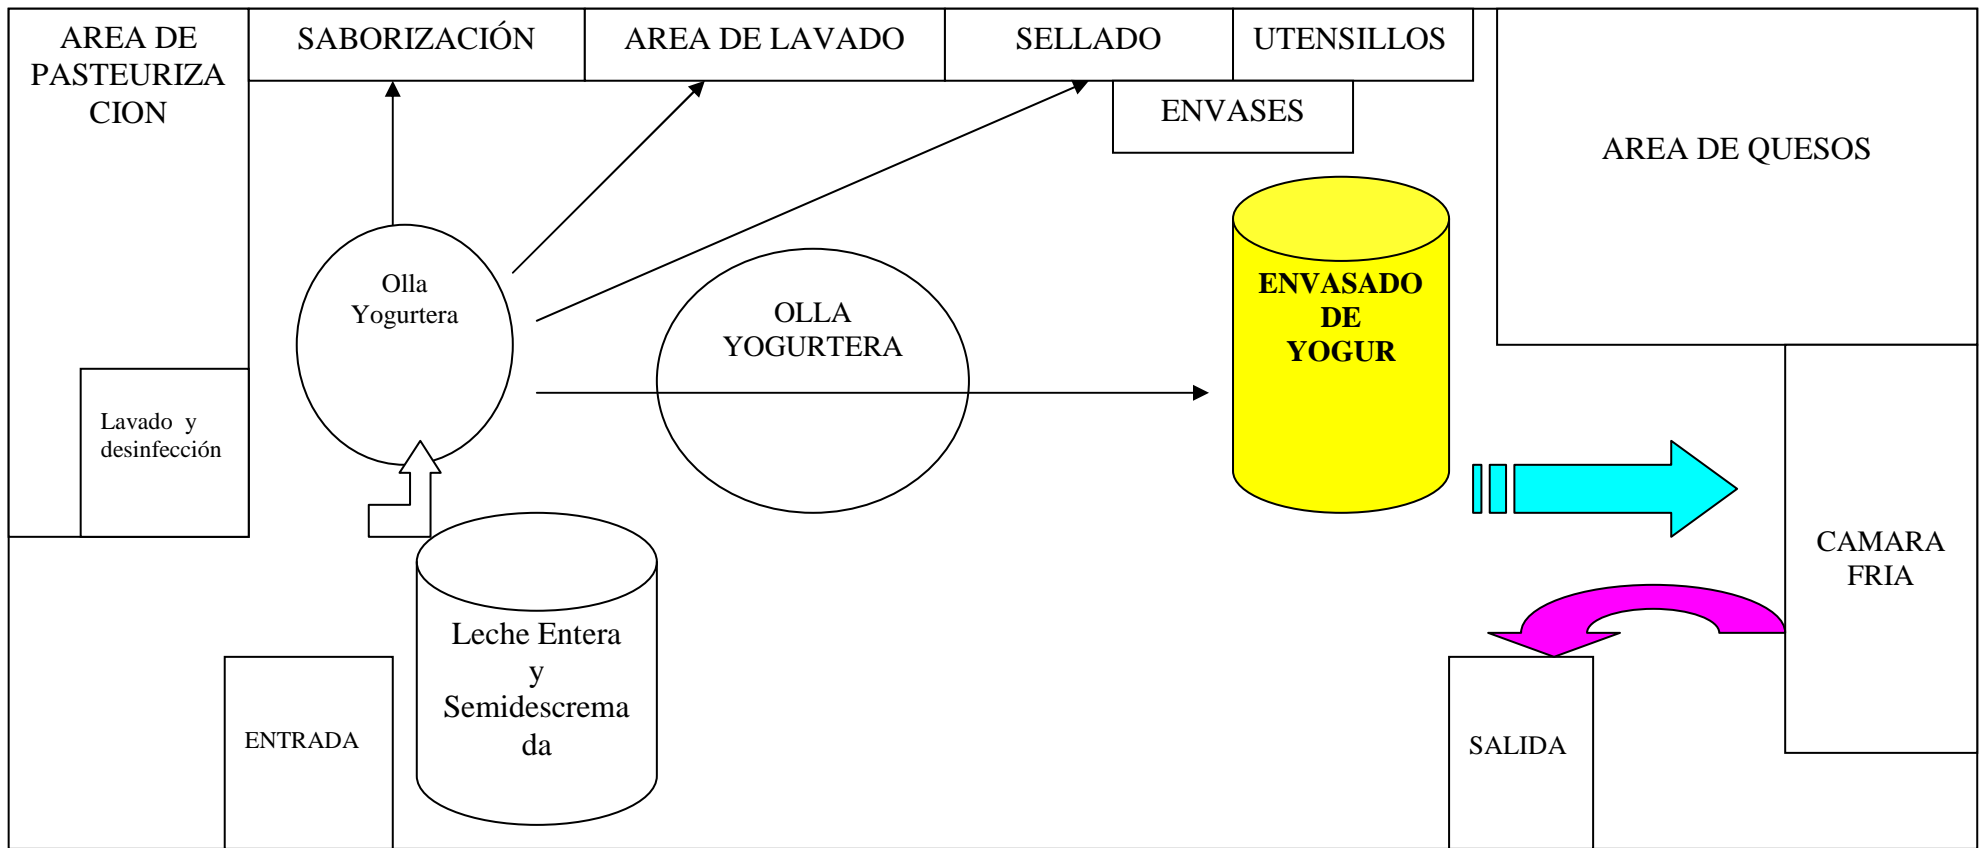 AREA DE
PASTEURIZA
CION
SABORIZACIÓN
AREA DE LAVADO
SELLADO
UTENSILLOS
ENVASES
AREA DE QUESOS
Olla
Yogurtera
OLLA
YOGURTERA
ENVASADO
DE
YOGUR
Lavado y
desinfección
CAMARA
FRIA
Leche Entera
y
Semidescrema
da
ENTRADA
SALIDA